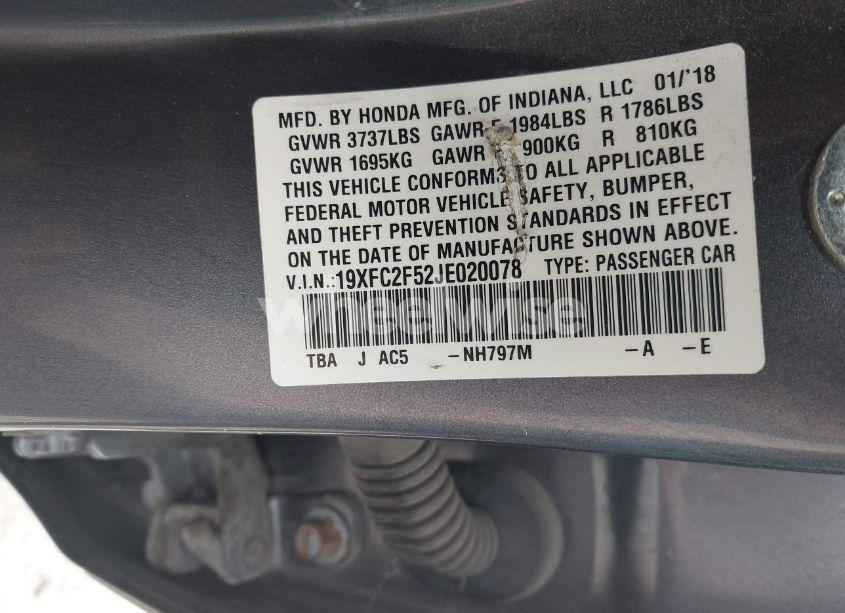 MFD. BY HONDA MFG. OF INDIANA, LLC 01/'18
GVWR 3737LBS GAWR F 1984LBS R 1786LBS
GVWR 1695KG GAWR 900KG R 810KG
THIS VEHICLE CONFORMS TO ALL APPLICABLE
FEDERAL MOTOR VEHICLE SAFETY, BUMPER,
AND THEFT PREVENTION STANDARDS IN EFFECT
ON THE DATE OF MANUFACTURE SHOWN ABOVE.
V.I.N.:19XFC2F52JE020078 TYPE: PASSENGER CAR
wheelwise
TBA J AC5 -NH797M -A -E